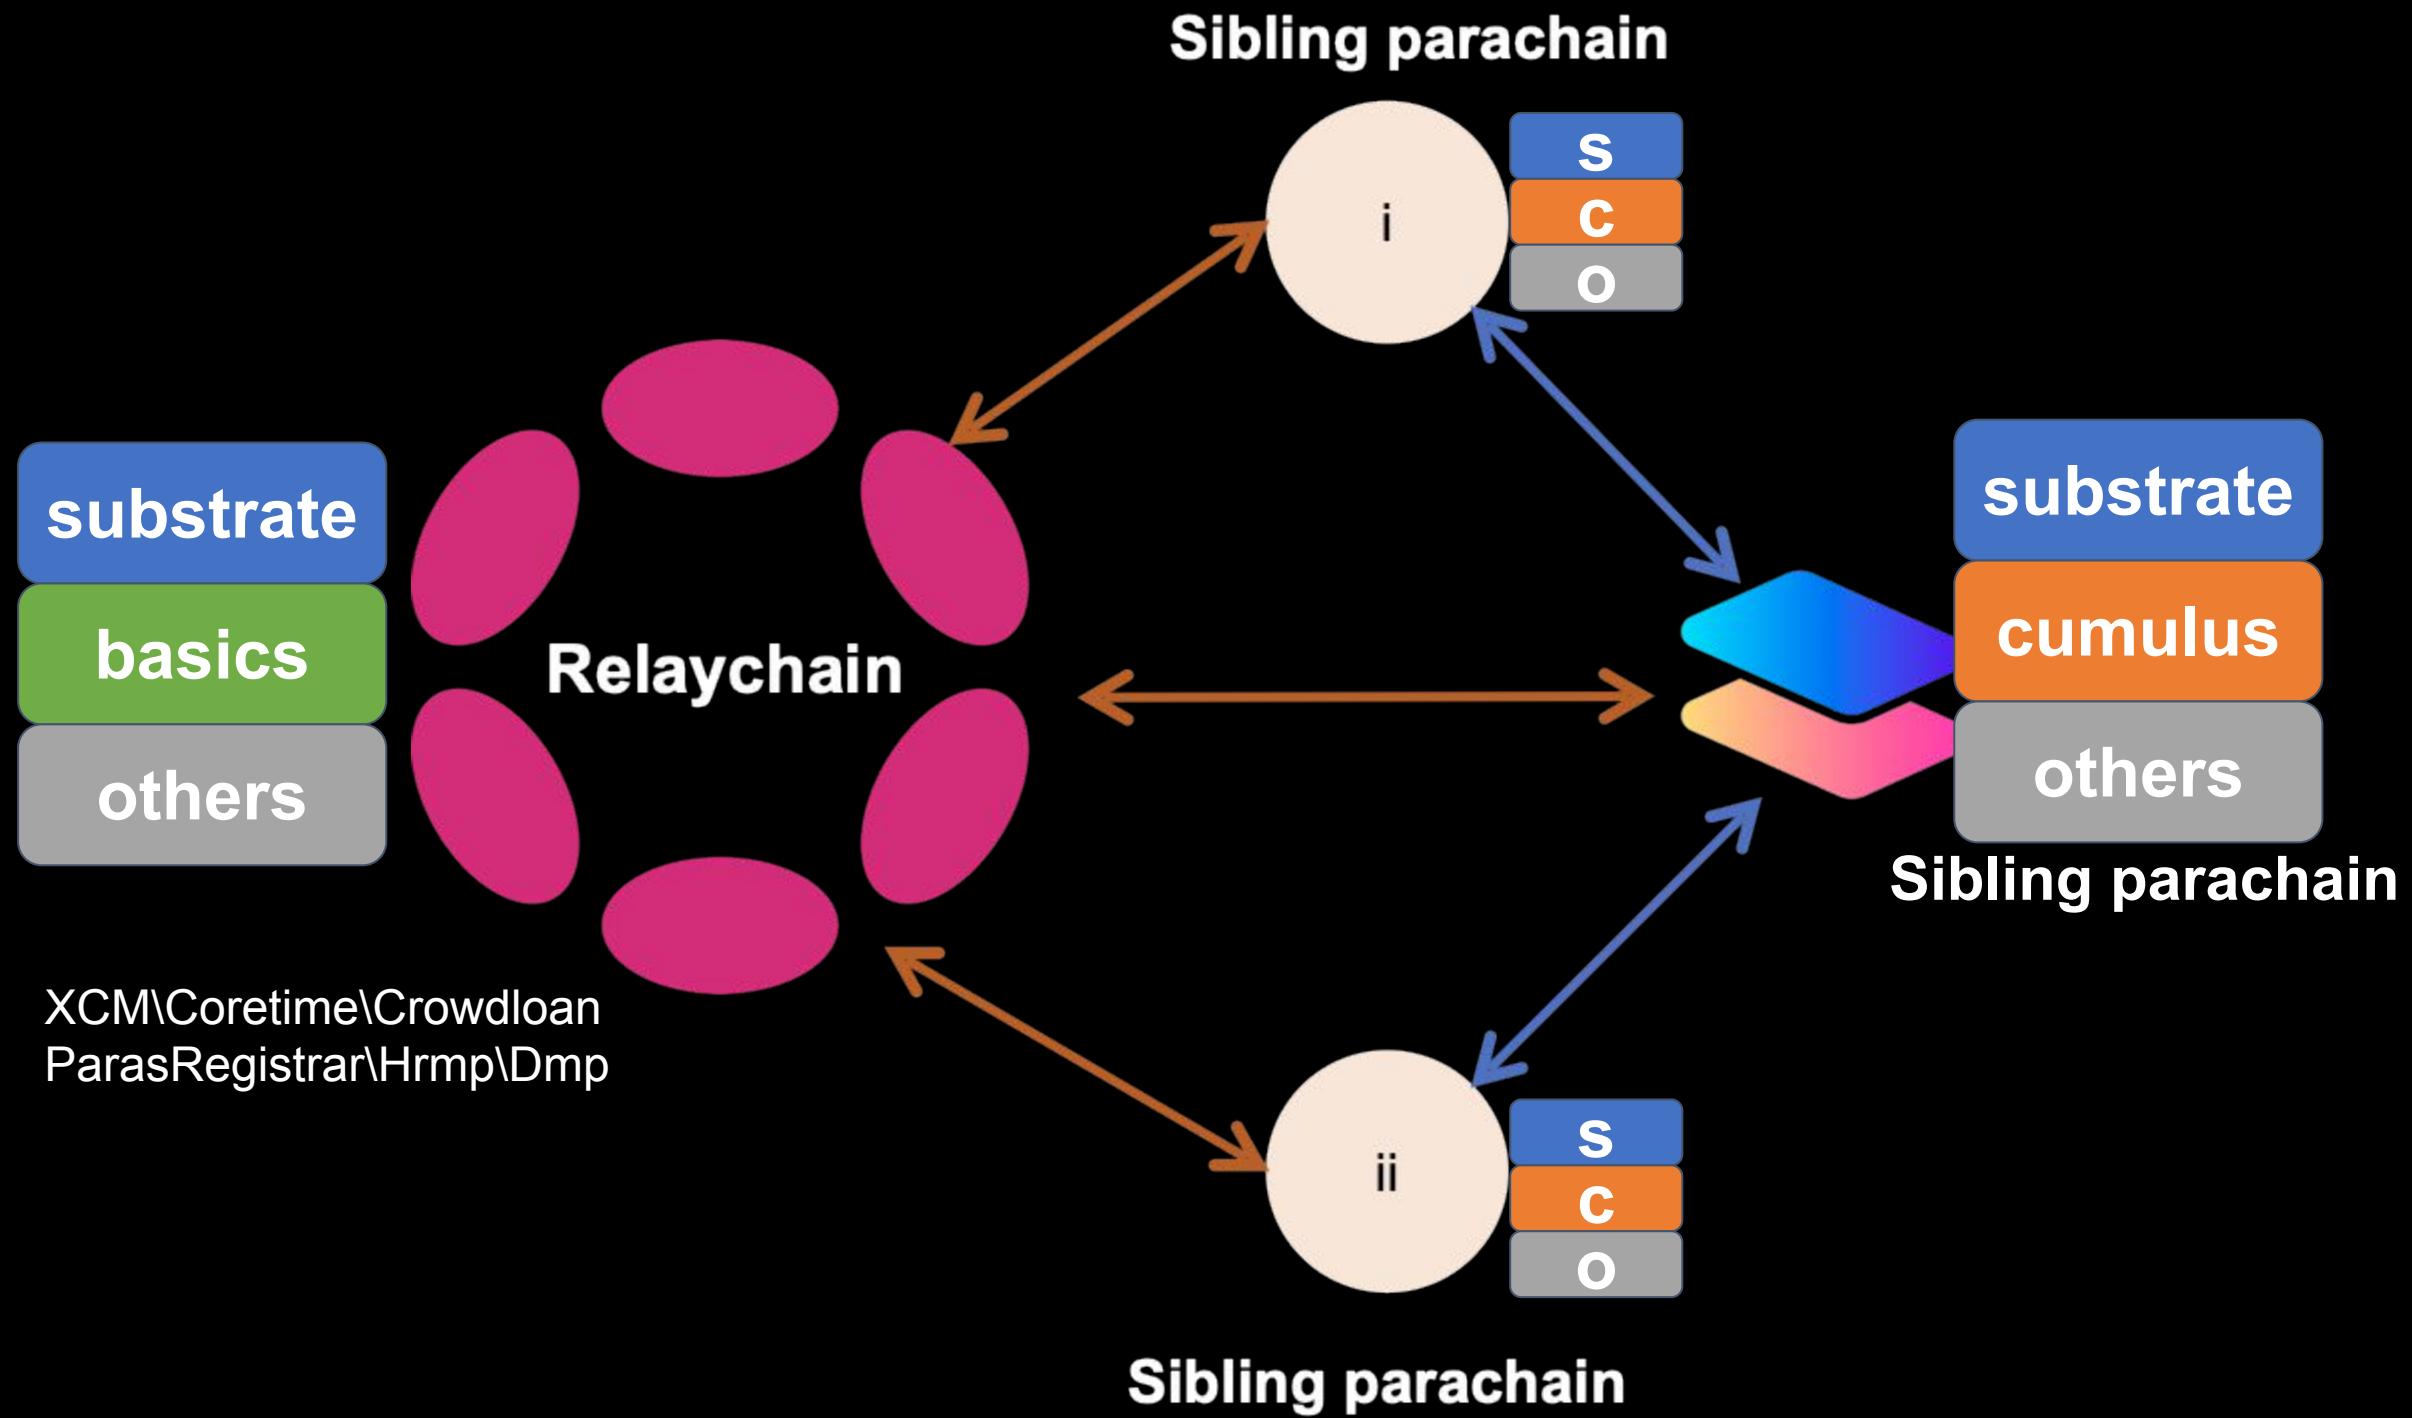 Sibling parachain
i
s
c
o
substrate
basics
others
Relaychain
substrate
cumulus
others
Sibling parachain
XCM\Coretime\Crowdloan
ParasRegistrar\Hrmp\Dmp
ii
s
c
o
Sibling parachain